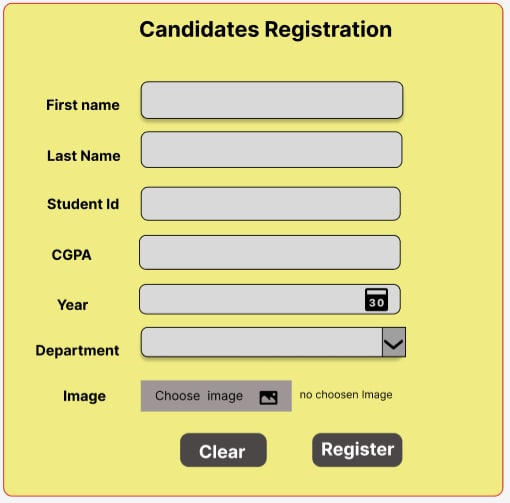 Candidates Registration
First name
Last Name
Student Id
CGPA
Year
30
Department
Image
Choose image
no choosen Image
Clear
Register